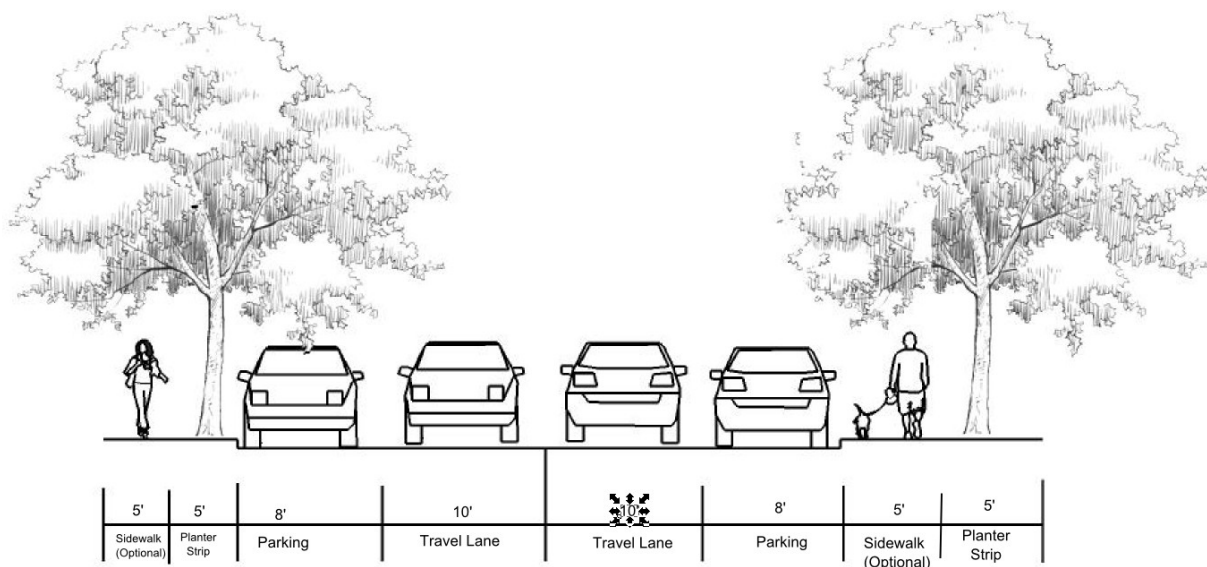 5' 5' 8' 10' 10' 8' 5' 5'
Sidewalk (Optional)
Planter Strip
Parking
Travel Lane
Travel Lane
Parking
Sidewalk (Optional)
Planter Strip